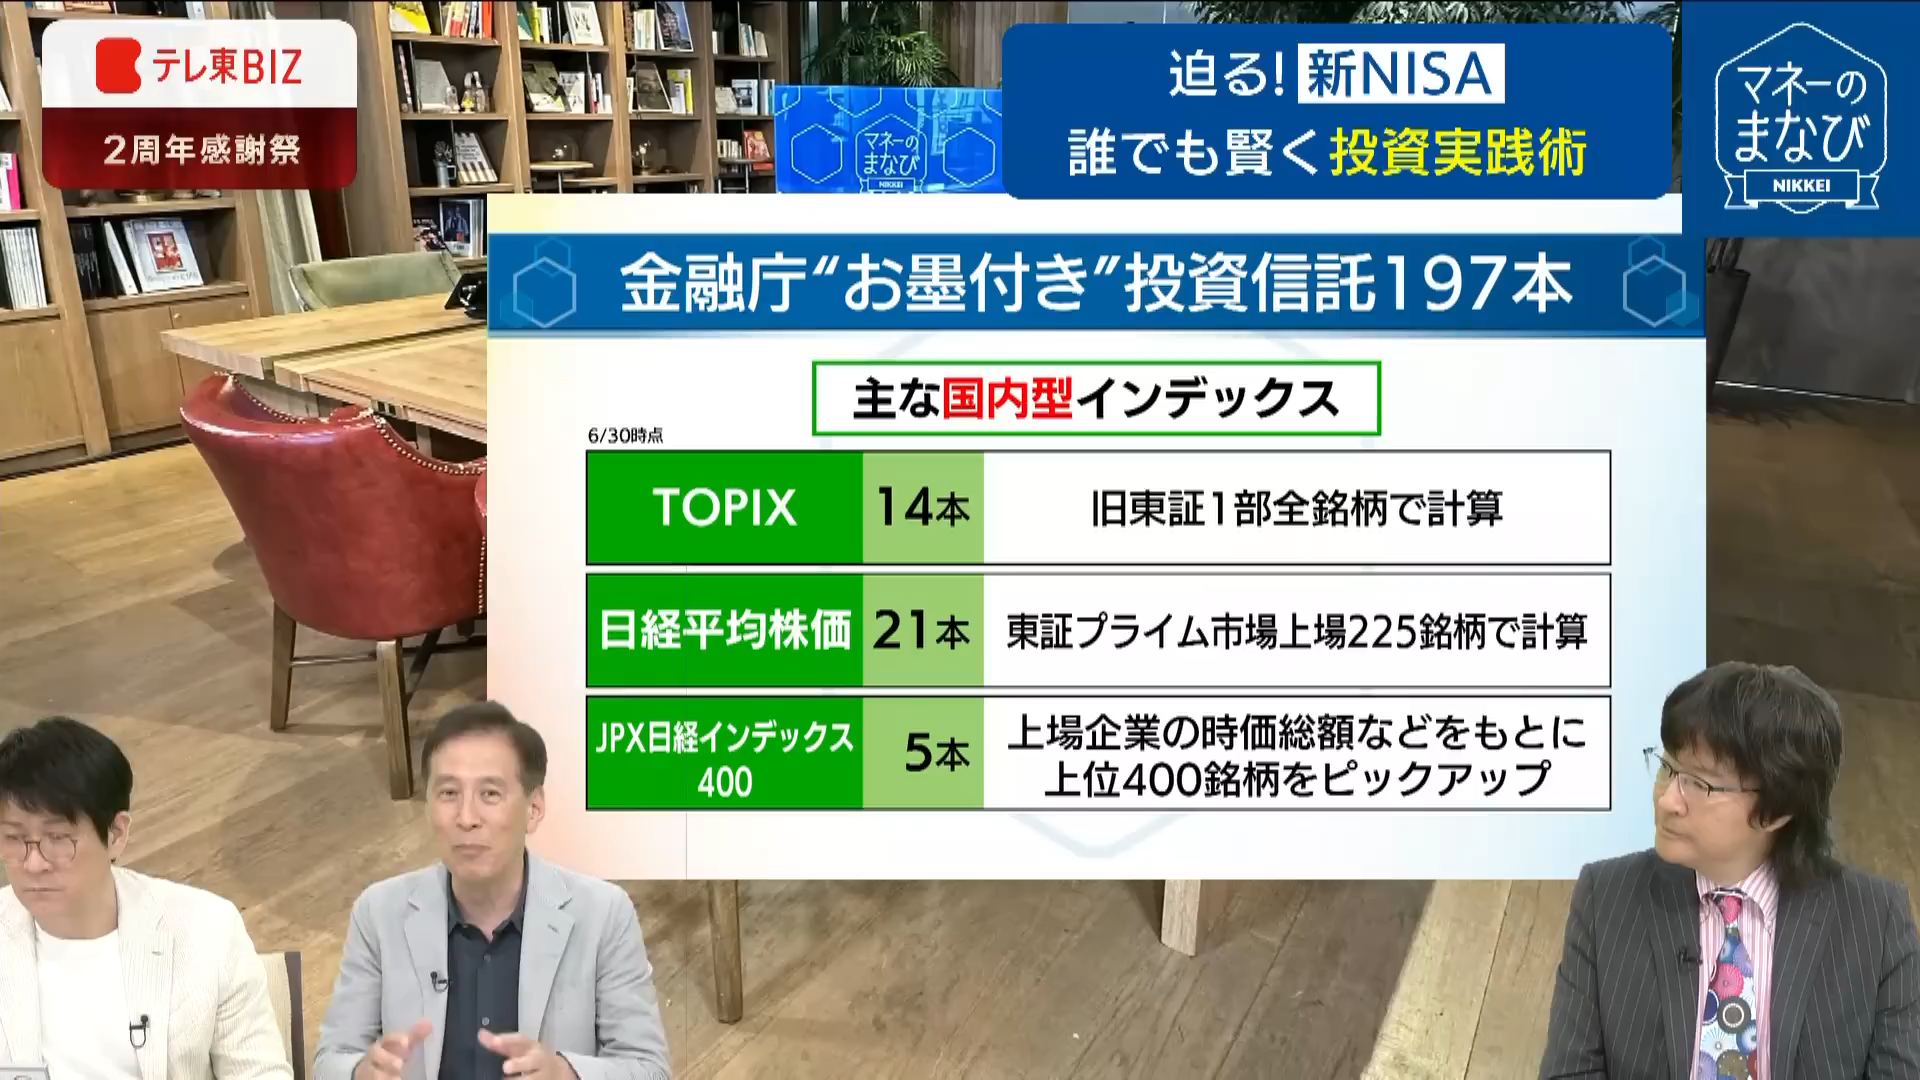 テレ東BIZ
2周年感謝祭
迫る!新NISA
誰でも賢く投資実践術
マネーの
まなび
NIKKEI
マネーの
まなび
NIKKEI
金融庁“お墨付き”投資信託197本
主な国内型インデックス
6/30時点
TOPIX 14本 旧東証1部全銘柄で計算
日経平均株価 21本 東証プライム市場上場225銘柄で計算
JPX日経インデックス
400
5本
上場企業の時価総額などをもとに
上位400銘柄をピックアップ